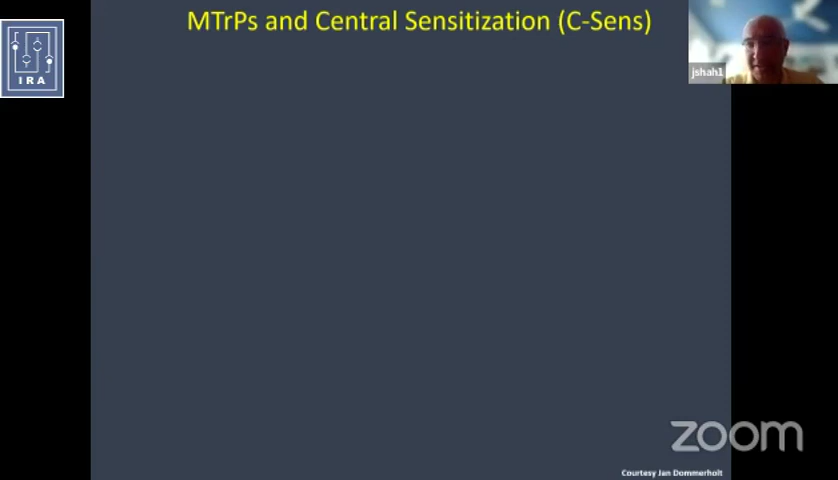 MTrPs and Central Sensitization (C-Sens)
jshah1
IRA
zoom
Courtesy Jan Dommerholt